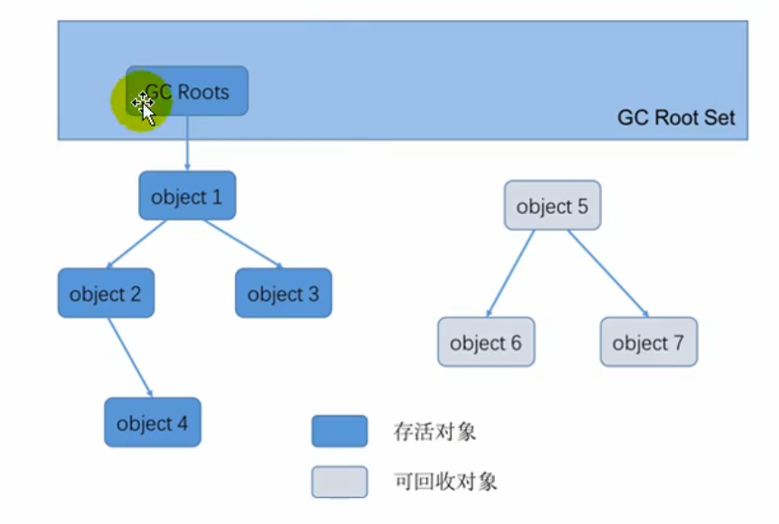 GC Roots
GC Root Set
object 1
object 5
object 2
object 3
object 6
object 7
object 4
存活对象
可回收对象